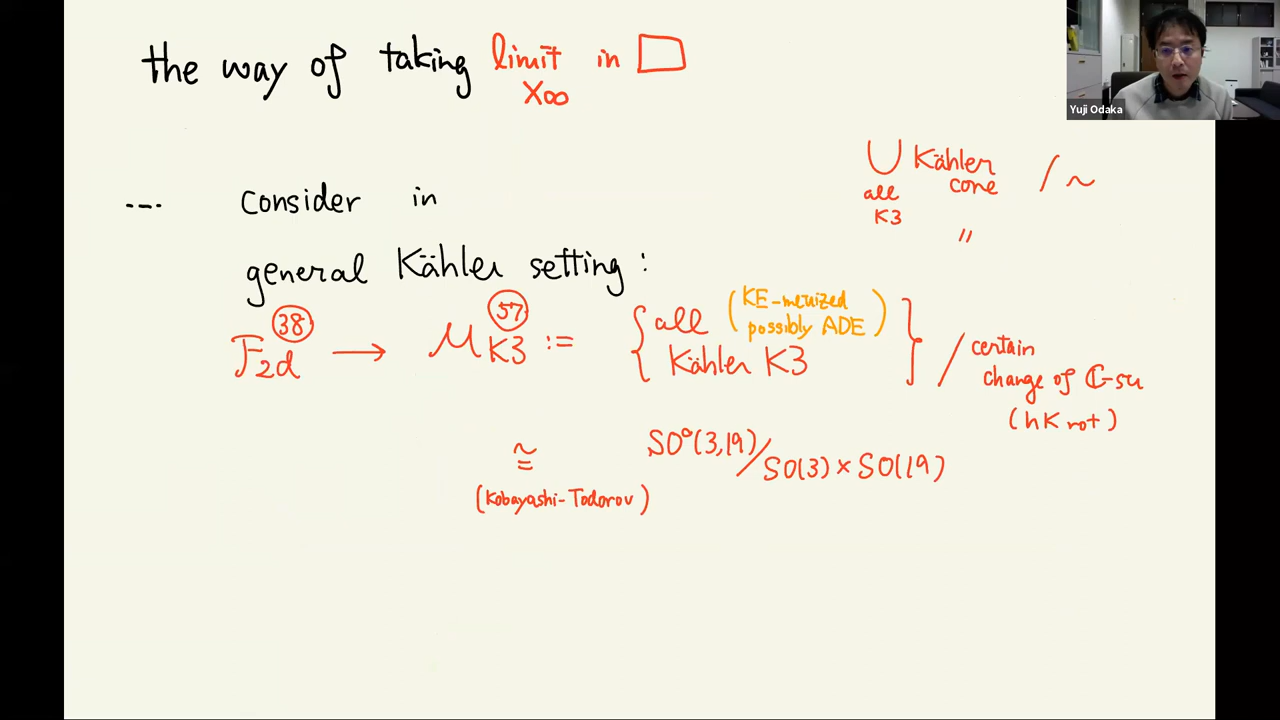 the way of taking limit in □
X∞
Yuji Odaka
∪ Kähler cone / ~
all K3
〃
.... consider in
general Kähler setting :
F2d (38) → M K3 (57) := { all (KE-metrized possibly ADE) Kähler K3 } / certain change of ℂ-str (hK rot)
≅ SO°(3,19)/SO(3)×SO(19)
(Kobayashi-Todorov)